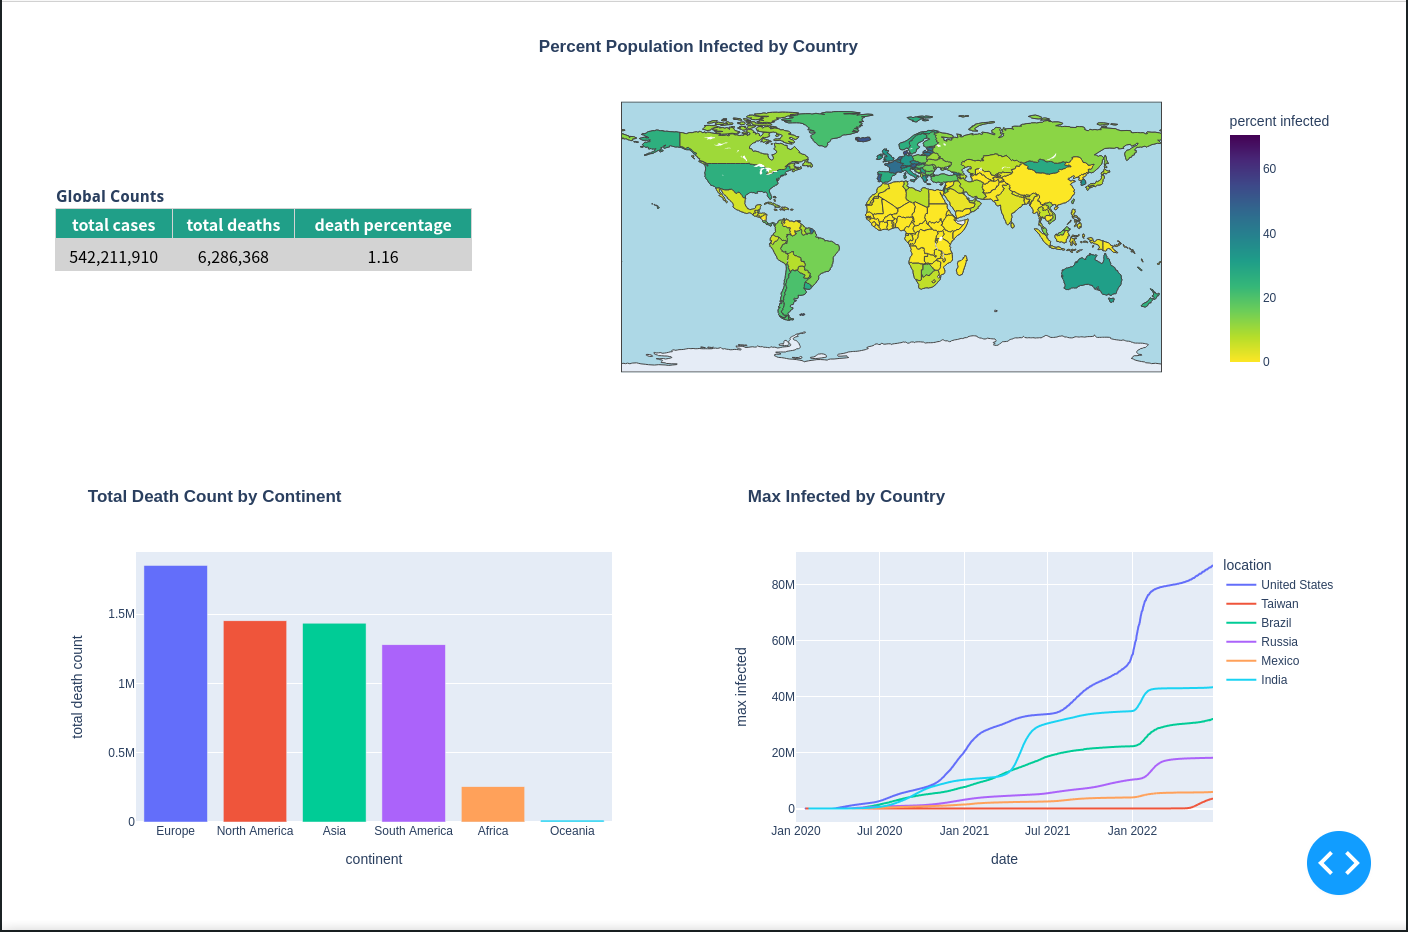 Percent Population Infected by Country
percent infected
60
40
20
0
Global Counts
total cases total deaths death percentage
542,211,910 6,286,368 1.16
Total Death Count by Continent
total death count
1.5M
1M
0.5M
0
Europe North America Asia South America Africa Oceania
continent
Max Infected by Country
max infected
80M
60M
40M
20M
0
Jan 2020 Jul 2020 Jan 2021 Jul 2021 Jan 2022
date
location
United States
Taiwan
Brazil
Russia
Mexico
India